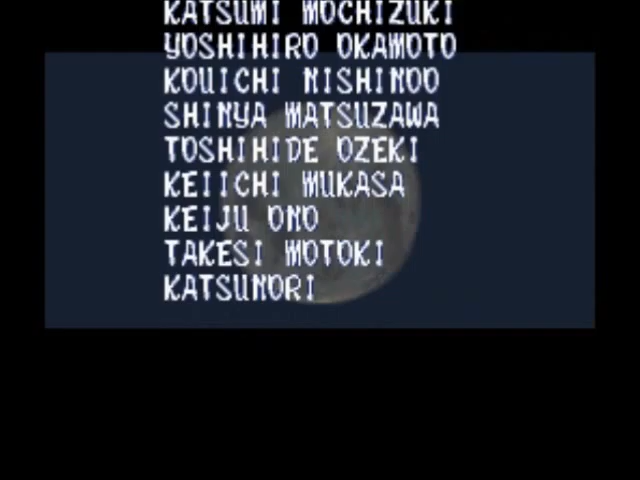 KATSUMI MOCHIZUKI
YOSHIHIRO OKAMOTO
KOUICHI NISHINOO
SHINYA MATSUZAWA
TOSHIHIDE OZEKI
KEIICHI MUKASA
KEIJU ONO
TAKESI MOTOKI
KATSUNORI